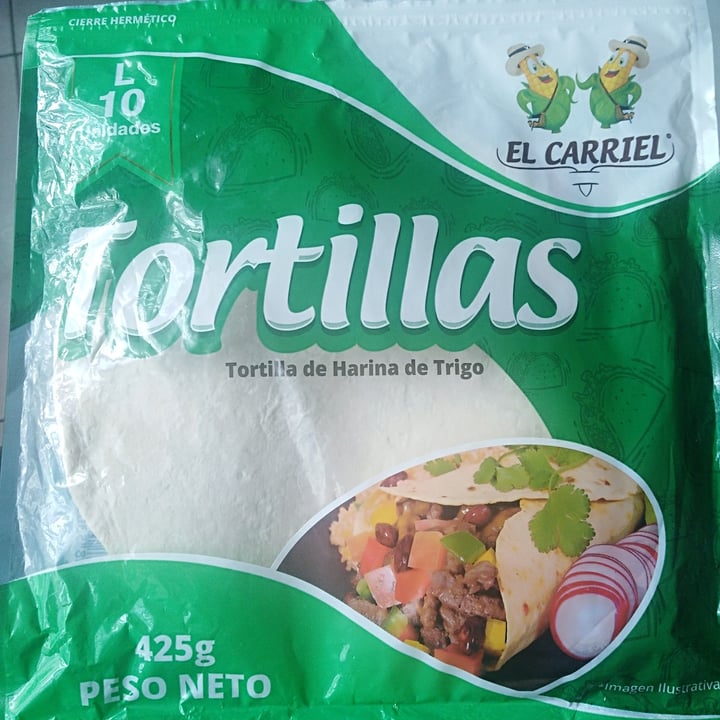 CIERRE HERMÉTICO
L
10
Unidades
EL CARRIEL
Tortillas
Tortilla de Harina de Trigo
425g
PESO NETO
*Imagen Ilustrativa